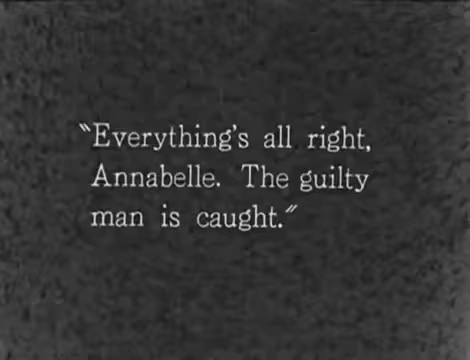 "Everything's all right,
Annabelle. The guilty
man is caught."